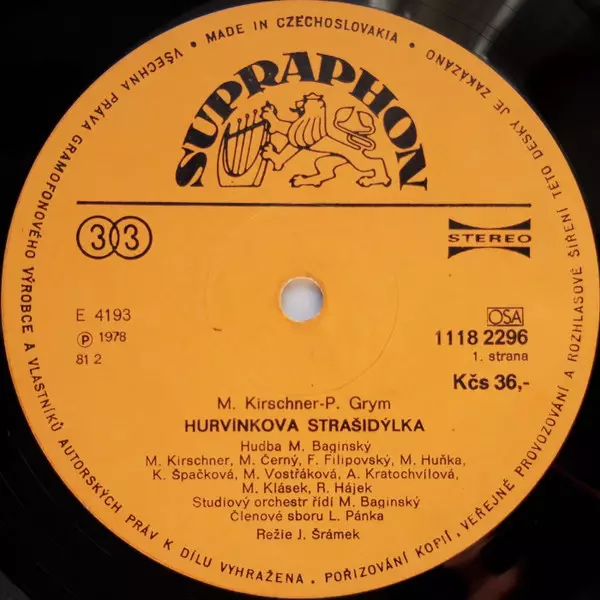 VŠECHNA PRÁVA GRAMOFONOVÉHO VÝROBCE A VLASTNÍKŮ AUTORSKÝCH PRÁV K DÍLU VYHRAŽENA • POŘIZOVÁNÍ KOPIÍ, VEŘEJNÉ PROVOZOVÁNÍ A ROZHLASOVÉ ŠÍŘENÍ TÉTO DESKY JE ZAKÁZÁNO
• MADE IN CZECHOSLOVAKIA •
SUPRAPHON
33
STEREO
E 4193
℗ 1978
81 2
OSA
1118 2296
1. strana
Kčs 36,-
M. Kirschner-P. Grym
HURVÍNKOVA STRAŠIDÝLKA
Hudba M. Baginský
M. Kirschner, M. Černý, F. Filipovský, M. Huňka,
K. Špačková, M. Vostřáková, A. Kratochvílová,
M. Klásek, R. Hájek
Studiový orchestr řídí M. Baginský
Členové sboru L. Pánka
Režie J. Šrámek